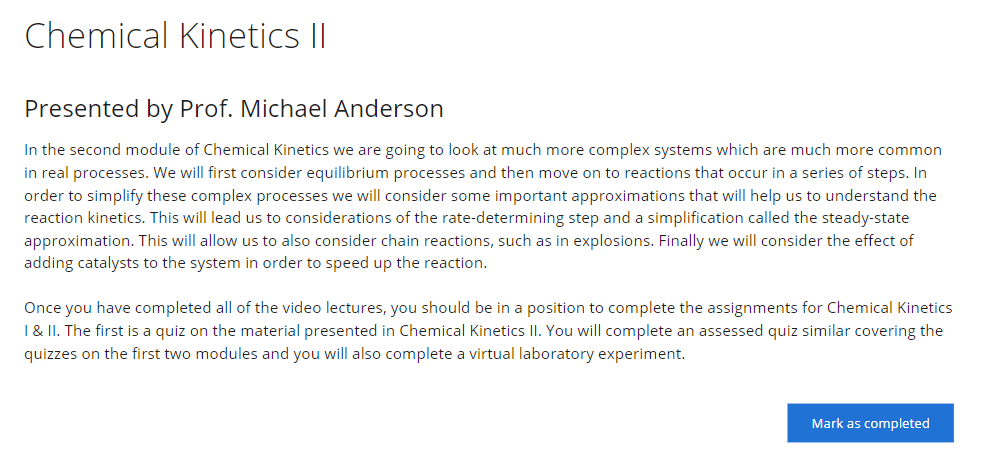 Chemical Kinetics II
Presented by Prof. Michael Anderson
In the second module of Chemical Kinetics we are going to look at much more complex systems which are much more common
in real processes. We will first consider equilibrium processes and then move on to reactions that occur in a series of steps. In
order to simplify these complex processes we will consider some important approximations that will help us to understand the
reaction kinetics. This will lead us to considerations of the rate-determining step and a simplification called the steady-state
approximation. This will allow us to also consider chain reactions, such as in explosions. Finally we will consider the effect of
adding catalysts to the system in order to speed up the reaction.
Once you have completed all of the video lectures, you should be in a position to complete the assignments for Chemical Kinetics
I & II. The first is a quiz on the material presented in Chemical Kinetics II. You will complete an assessed quiz similar covering the
quizzes on the first two modules and you will also complete a virtual laboratory experiment.
Mark as completed